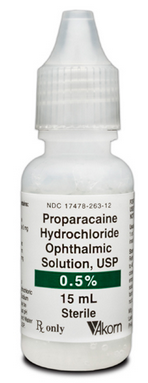 NDC 17478-263-12
Proparacaine
Hydrochloride
Ophthalmic
Solution, USP
0.5%
15 mL
Sterile
Rx only
Akorn